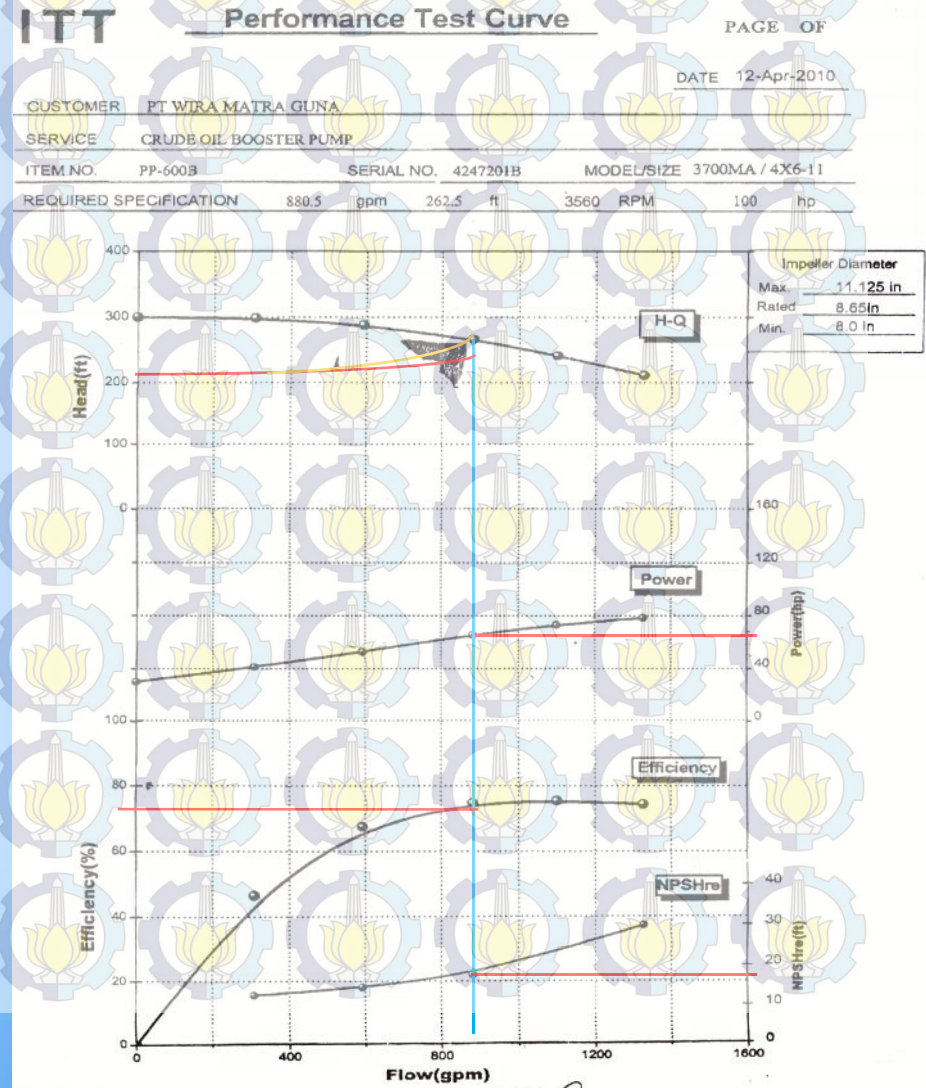 ITT Performance Test Curve PAGE OF
DATE 12-Apr-2010
CUSTOMER PT WIRA MATRA GUNA
SERVICE CRUDE OIL BOOSTER PUMP
ITEM NO. PP-600B SERIAL NO. 4247201B MODEL/SIZE 3700MA / 4X6-11
REQUIRED SPECIFICATION 880.5 gpm 262.5 ft 3560 RPM 100 hp
Impeller Diameter
Max. 11.125 in
Rated 8.65in
Min. 8.0 in
400
300
200
100
0
Head(ft)
H-Q
160
120
80
40
0
Power(hp)
Power
100
80
60
40
20
0
Efficiency(%)
Efficiency
NPSHre
40
30
20
10
0
NPSHre(ft)
0 400 800 1200 1600
Flow(gpm)